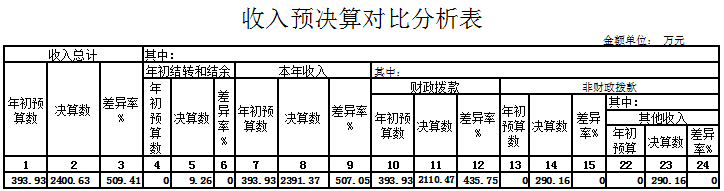 收入预决算对比分析表
金额单位： 万元
收入总计 其中:
年初结转和结余 本年收入 其中:
财政拨款 非财政拨款
其中:
其他收入
年初预算数 决算数 差异率% 年初预算数 决算数 差异率% 年初预算数 决算数 差异率% 年初预算数 决算数 差异率% 年初预算数 决算数 差异率% 年初预算 决算数 差异率%
1 2 3 4 5 6 7 8 9 10 11 12 13 14 15 22 23 24
393.93 2400.63 509.41 0 9.26 0 393.93 2391.37 507.05 393.93 2110.47 435.75 0 290.16 0 0 290.16 0